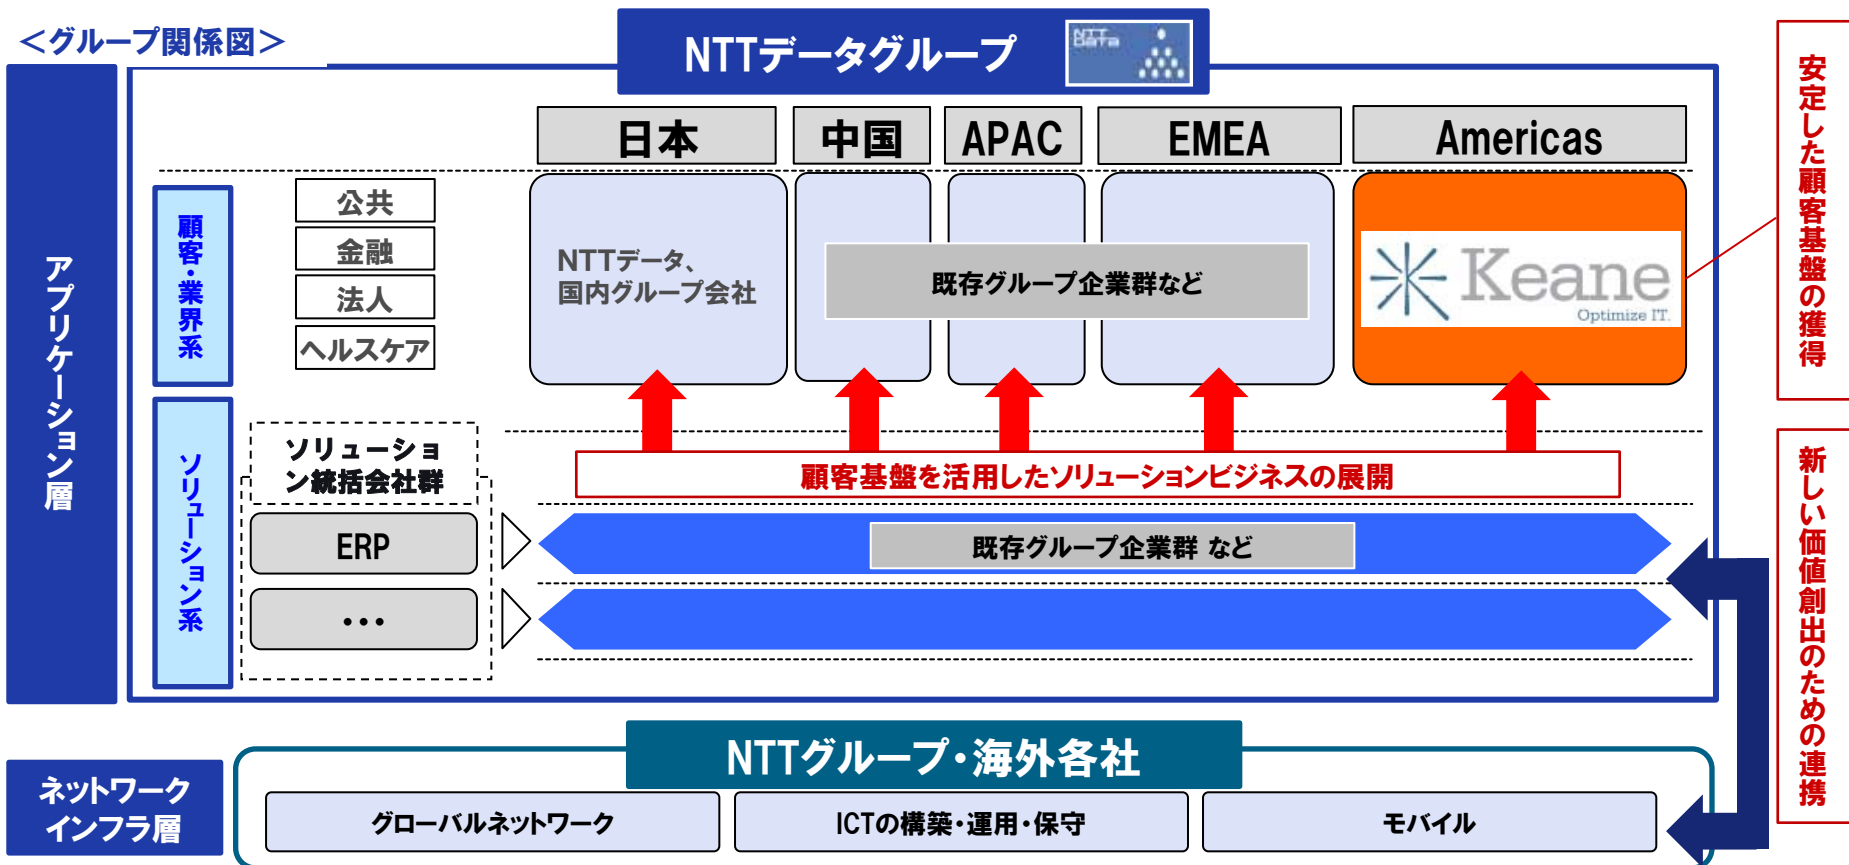 ＜グループ関係図＞
NTTデータグループ
NTT
DATA
日本
中国
APAC
EMEA
Americas
アプリケーション層
顧客・業界系
公共
金融
法人
ヘルスケア
NTTデータ、
国内グループ会社
既存グループ企業群など
Keane
Optimize IT.
安定した顧客基盤の獲得
ソリューション系
ソリューショ
ン統括会社群
顧客基盤を活用したソリューションビジネスの展開
ERP
既存グループ企業群 など
・・・
新しい価値創出のための連携
ネットワーク
インフラ層
NTTグループ・海外各社
グローバルネットワーク
ICTの構築・運用・保守
モバイル